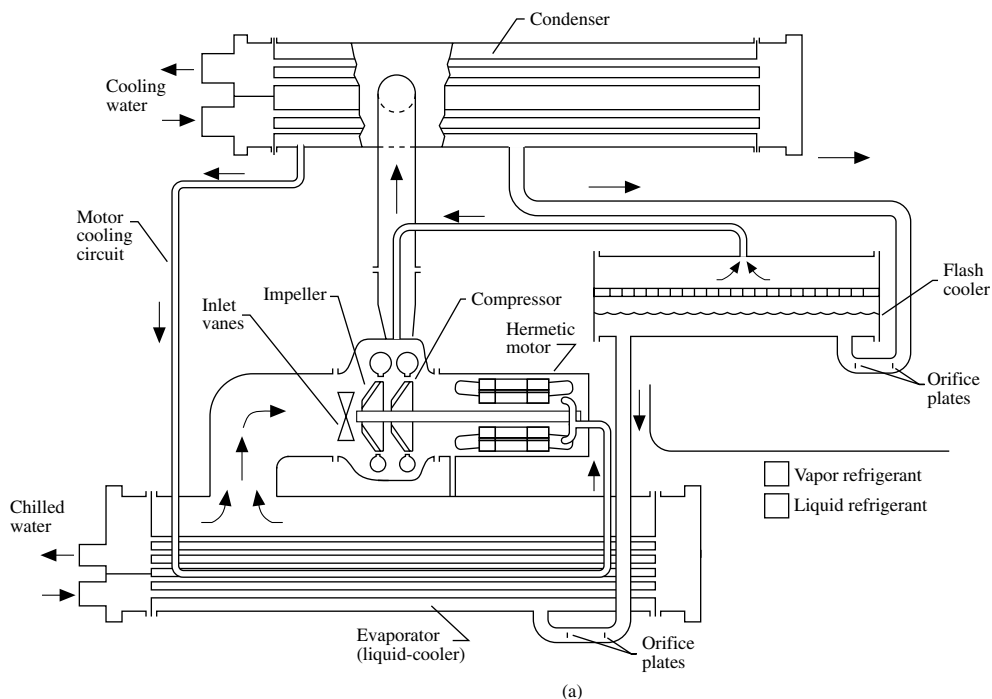 Condenser
Cooling
water
Motor
cooling
circuit
Flash
cooler
Impeller
Compressor
Inlet
vanes
Hermetic
motor
Orifice
plates
Vapor refrigerant
Liquid refrigerant
Chilled
water
Evaporator
(liquid-cooler)
Orifice
plates
(a)